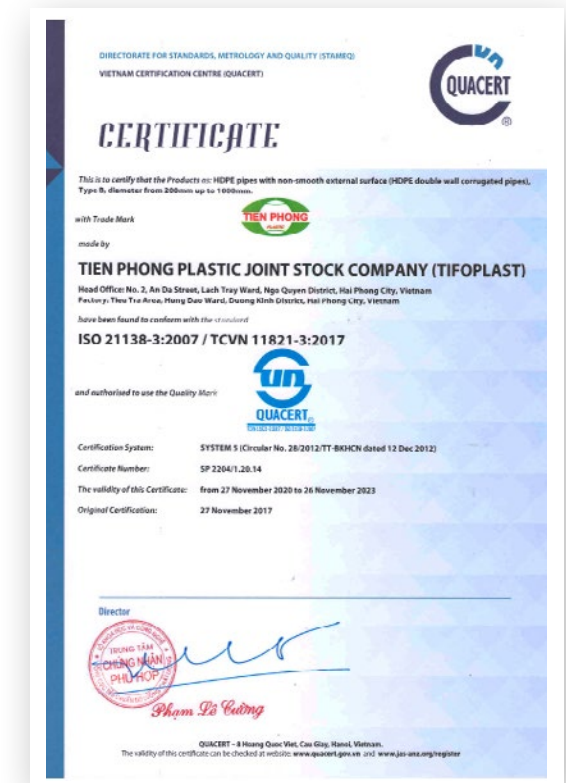 DIRECTORATE FOR STANDARDS, METROLOGY AND QUALITY (STAMEQ)
VIETNAM CERTIFICATION CENTRE (QUACERT)
QUACERT
®
CERTIFICATE
This is to certify that the Products as: HDPE pipes with non-smooth external surface (HDPE double wall corrugated pipes),
Type B, diameter from 200mm up to 1000mm.
with Trade Mark
TIEN PHONG
PLASTIC
made by
TIEN PHONG PLASTIC JOINT STOCK COMPANY (TIFOPLAST)
Head Office: No. 2, An Da Street, Lach Tray Ward, Ngo Quyen District, Hai Phong City, Vietnam
Factory: Tieu Tra Area, Hung Dao Ward, Duong Kinh District, Hai Phong City, Vietnam
have been found to conform with the standard
ISO 21138-3:2007 / TCVN 11821-3:2017
and authorised to use the Quality Mark
QUACERT®
Certification System: SYSTEM 5 (Circular No. 28/2012/TT-BKHCN dated 12 Dec 2012)
Certificate Number: SP 2204/1.20.14
The validity of this Certificate: from 27 November 2020 to 26 November 2023
Original Certification: 27 November 2017
Director
TRUNG TÂM
CHỨNG NHẬN
PHÙ HỢP
Phạm Lê Cường
QUACERT – 8 Hoang Quoc Viet, Cau Giay, Hanoi, Vietnam.
The validity of this certificate can be checked at website: www.quacert.gov.vn and www.jas-anz.org/register